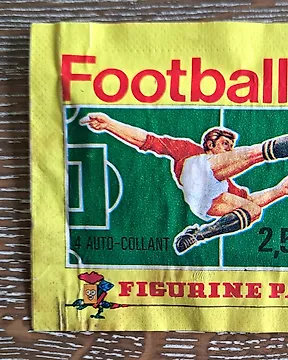 Football
4 AUTO-COLLANT
2,5
FIGURINE P